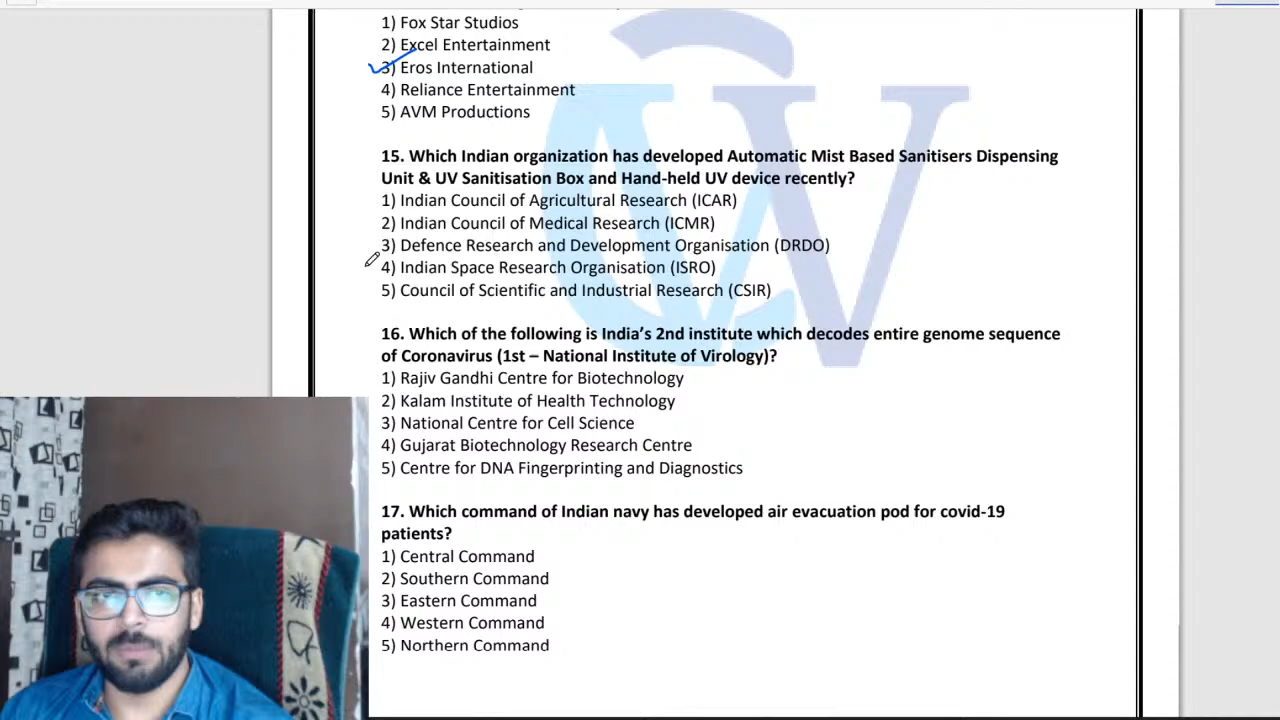 1) Fox Star Studios
2) Excel Entertainment
3) Eros International
4) Reliance Entertainment
5) AVM Productions
15. Which Indian organization has developed Automatic Mist Based Sanitisers Dispensing
Unit & UV Sanitisation Box and Hand-held UV device recently?
1) Indian Council of Agricultural Research (ICAR)
2) Indian Council of Medical Research (ICMR)
3) Defence Research and Development Organisation (DRDO)
4) Indian Space Research Organisation (ISRO)
5) Council of Scientific and Industrial Research (CSIR)
16. Which of the following is India’s 2nd institute which decodes entire genome sequence
of Coronavirus (1st – National Institute of Virology)?
1) Rajiv Gandhi Centre for Biotechnology
2) Kalam Institute of Health Technology
3) National Centre for Cell Science
4) Gujarat Biotechnology Research Centre
5) Centre for DNA Fingerprinting and Diagnostics
17. Which command of Indian navy has developed air evacuation pod for covid-19
patients?
1) Central Command
2) Southern Command
3) Eastern Command
4) Western Command
5) Northern Command